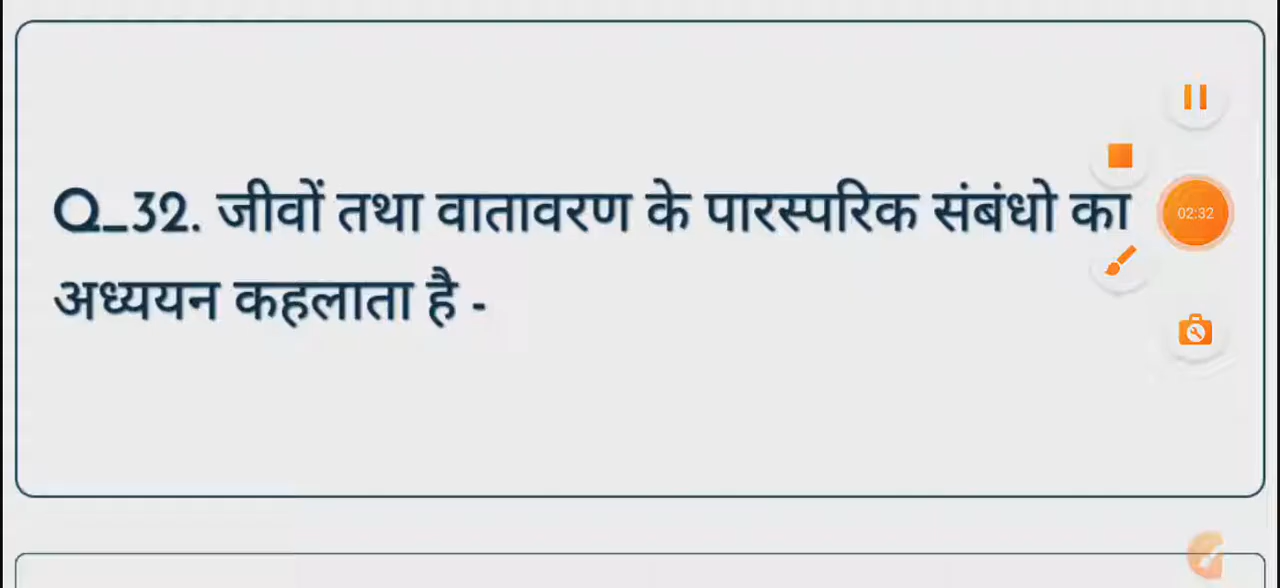 Q_32. जीवों तथा वातावरण के पारस्परिक संबंधो का
अध्ययन कहलाता है -
02:32